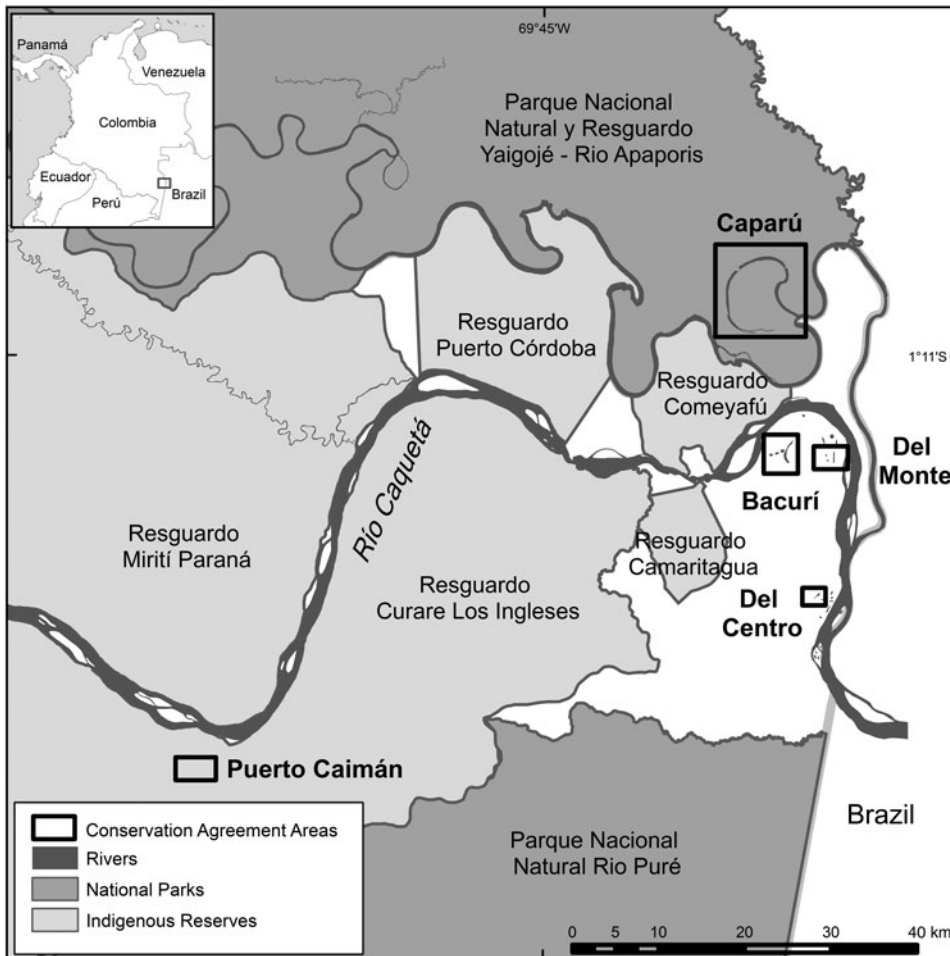 Panamá
Venezuela
Colombia
Ecuador
Perú
Brazil
69°45'W
Parque Nacional
Natural y Resguardo
Yaigojé - Rio Apaporis
Caparú
1°11'S
Resguardo
Puerto Córdoba
Resguardo
Comeyafú
Río Caquetá
Del
Monte
Bacurí
Resguardo
Mirití Paraná
Resguardo
Camaritagua
Resguardo
Curare Los Ingleses
Del
Centro
Puerto Caimán
Brazil
Parque Nacional
Natural Rio Puré
Conservation Agreement Areas
Rivers
National Parks
Indigenous Reserves
0 5 10 20 30 40 km